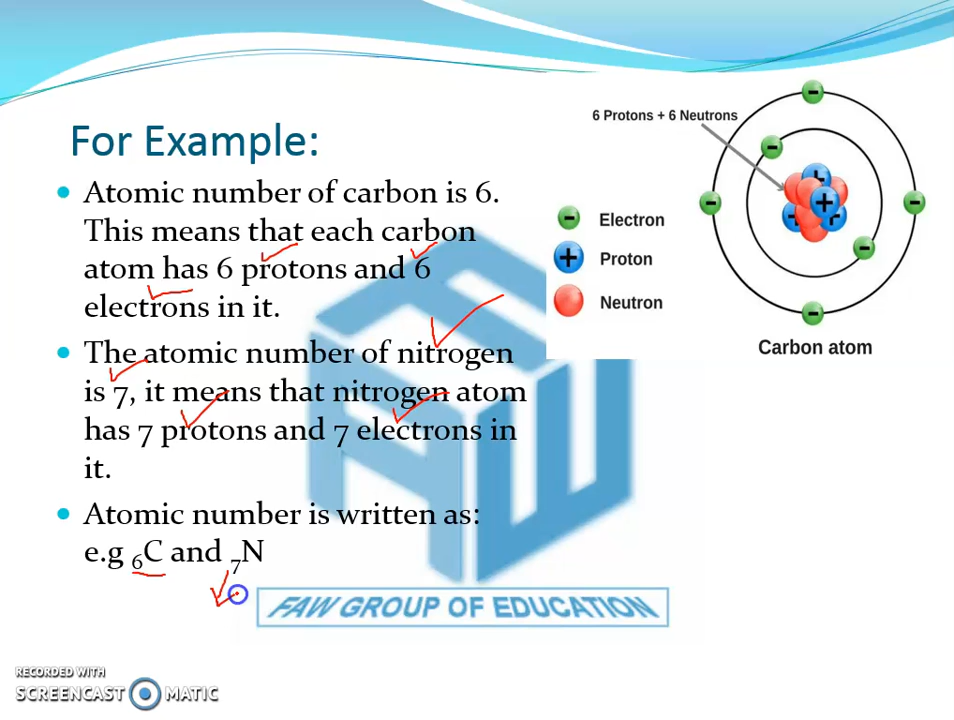 For Example:
Atomic number of carbon is 6.
This means that each carbon
atom has 6 protons and 6
electrons in it.
The atomic number of nitrogen
is 7, it means that nitrogen atom
has 7 protons and 7 electrons in
it.
Atomic number is written as:
e.g ₆C and ₇N
6 Protons + 6 Neutrons
Electron
Proton
Neutron
Carbon atom
FAW GROUP OF EDUCATION
RECORDED WITH
SCREENCAST MATIC